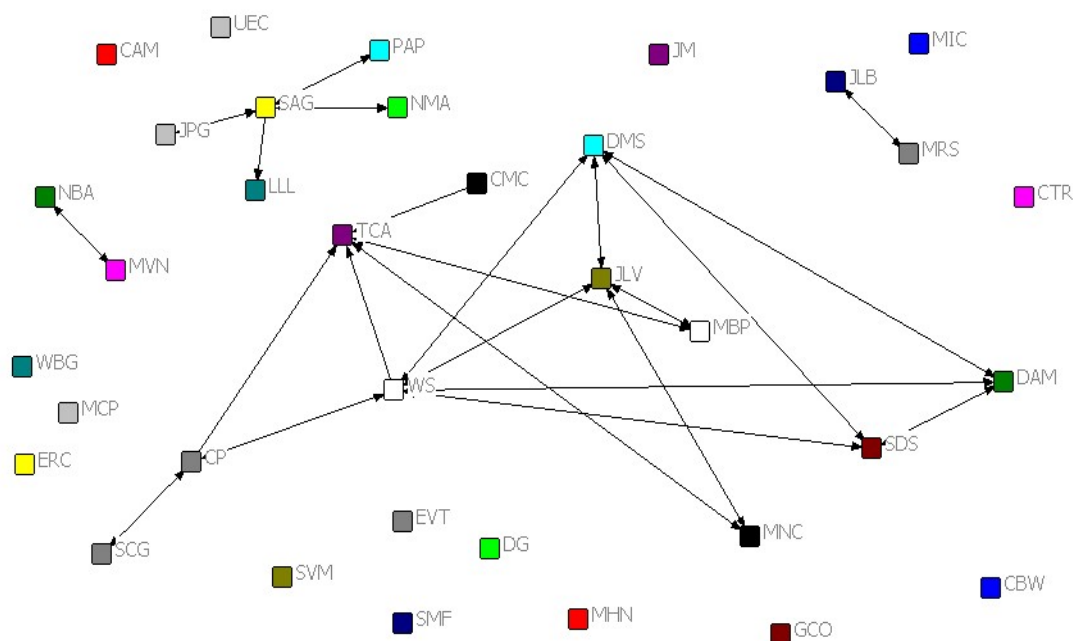 UEC
CAM
PAP
JM
MIC
JLB
SAG
NMA
JPG
DMS
MRS
LLL
CMC
NBA
CTR
TCA
MVN
JLV
MBP
WBG
WS
DAM
MCP
SDS
CP
ERC
EVT
MNC
DG
SCG
SVM
CBW
SMF
MHN
GCO